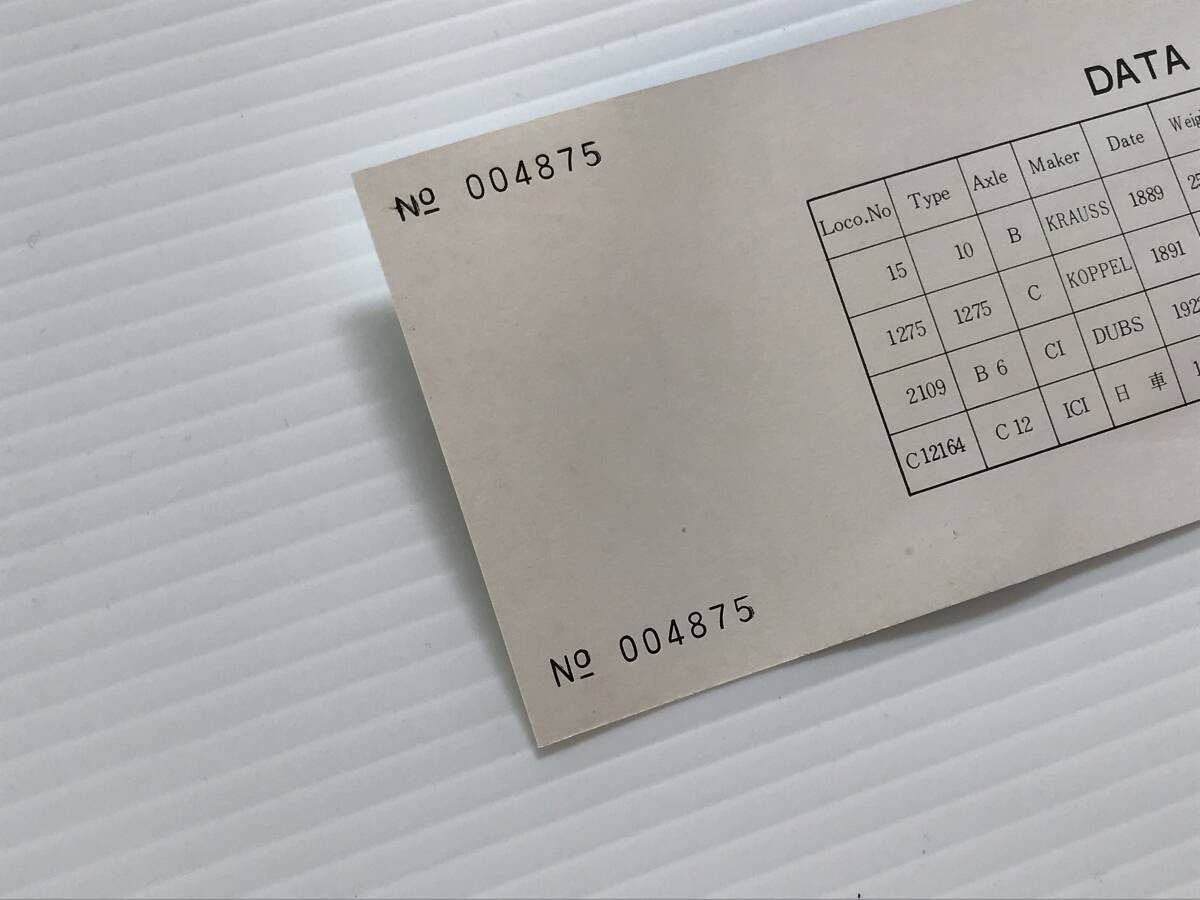 DATA
Nº 004875
Loco.No Type Axle Maker Date
15 10 B KRAUSS 1889
1275 1275 C KOPPEL 1891
2109 B 6 CI DUBS
C12164 C 12 ICI 日 車
Nº 004875